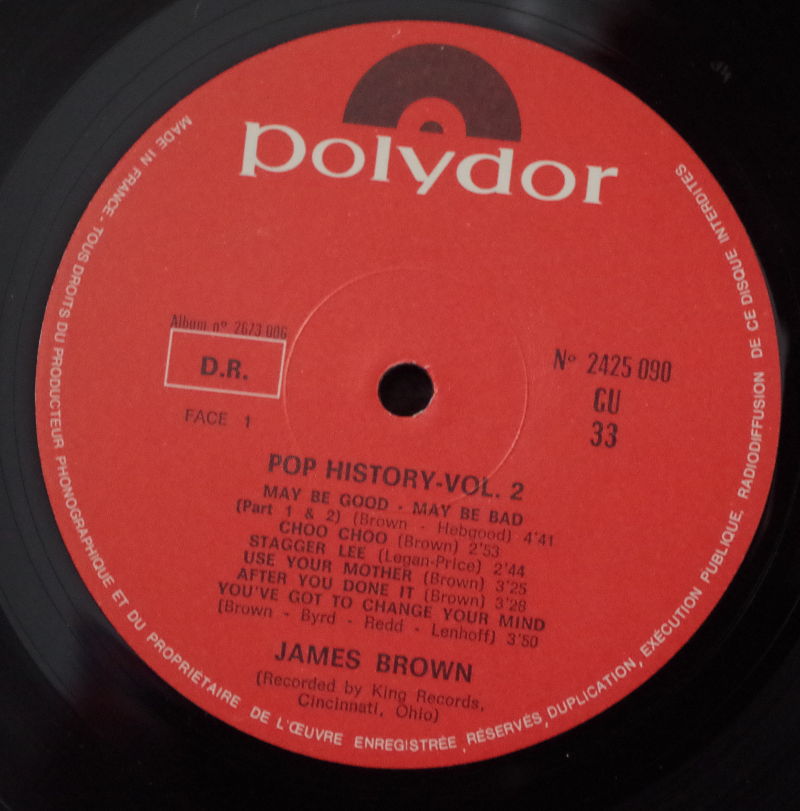 polydor
Album nº 2673 006
D.R.
FACE 1
Nº 2425 090
GU
33
POP HISTORY-VOL. 2
MAY BE GOOD - MAY BE BAD
(Part 1 & 2) (Brown - Hebgood) 4'41
CHOO CHOO (Brown) 2'53
STAGGER LEE (Legan-Price) 2'44
USE YOUR MOTHER (Brown) 3'25
AFTER YOU DONE IT (Brown) 3'28
YOU'VE GOT TO CHANGE YOUR MIND
(Brown - Byrd - Redd - Lenhoff) 3'50
JAMES BROWN
(Recorded by King Records,
Cincinnati, Ohio)
MADE IN FRANCE - TOUS DROITS DU PRODUCTEUR PHONOGRAPHIQUE ET DU PROPRIÉTAIRE DE L'ŒUVRE ENREGISTRÉE, RÉSERVÉS, DUPLICATION, EXÉCUTION PUBLIQUE, RADIODIFFUSION DE CE DISQUE INTERDITES